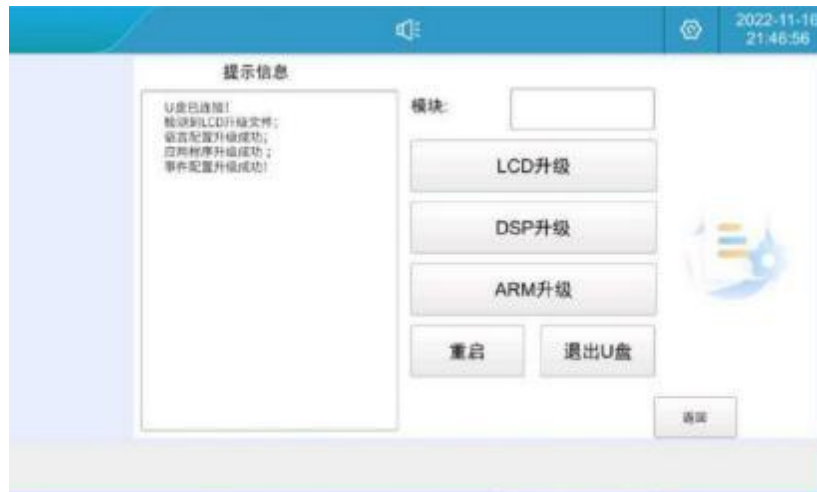 2022-11-16
21:46:56
提示信息
U盘已连接!
检测到LCD升级文件;
语言配置升级成功;
应用程序升级成功;
事件配置升级成功!
模块:
LCD升级
DSP升级
ARM升级
重启
退出U盘
返回